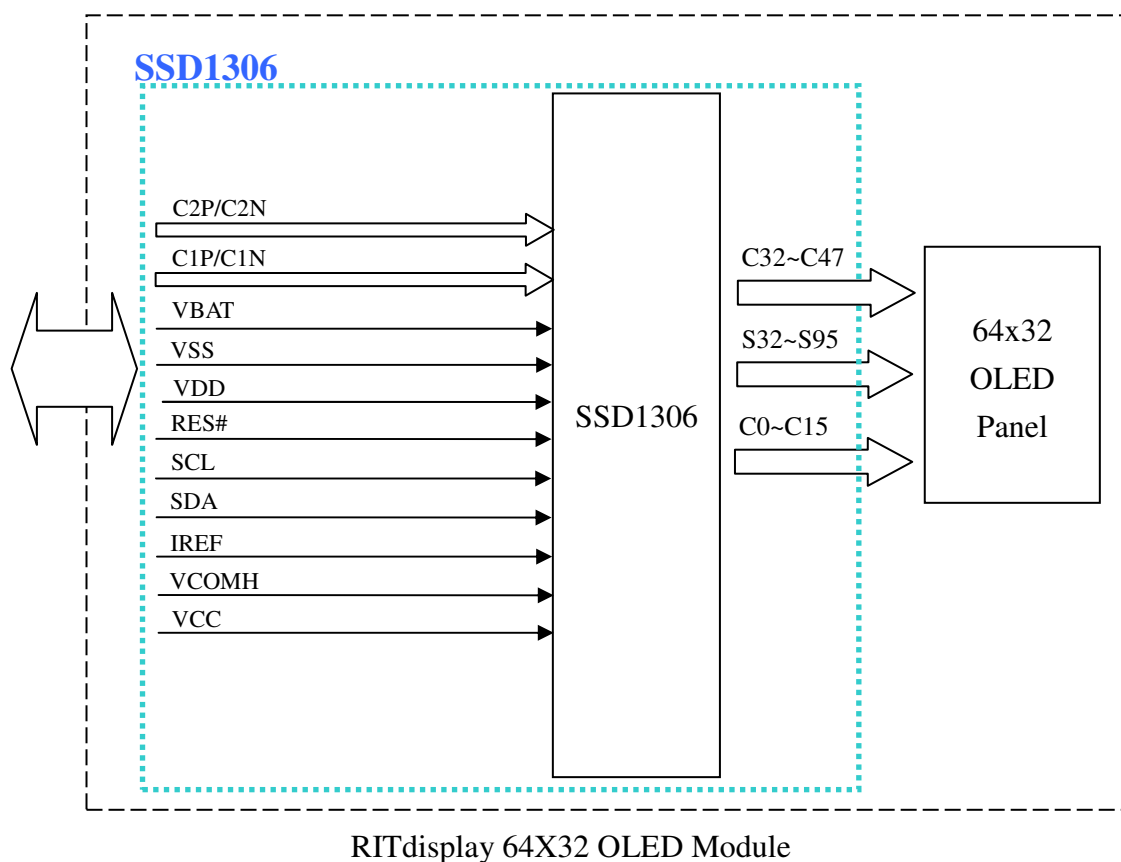 SSD1306
C2P/C2N
C1P/C1N
VBAT
VSS
VDD
RES#
SCL
SDA
IREF
VCOMH
VCC
SSD1306
C32~C47
S32~S95
C0~C15
64x32
OLED
Panel
RITdisplay 64X32 OLED Module